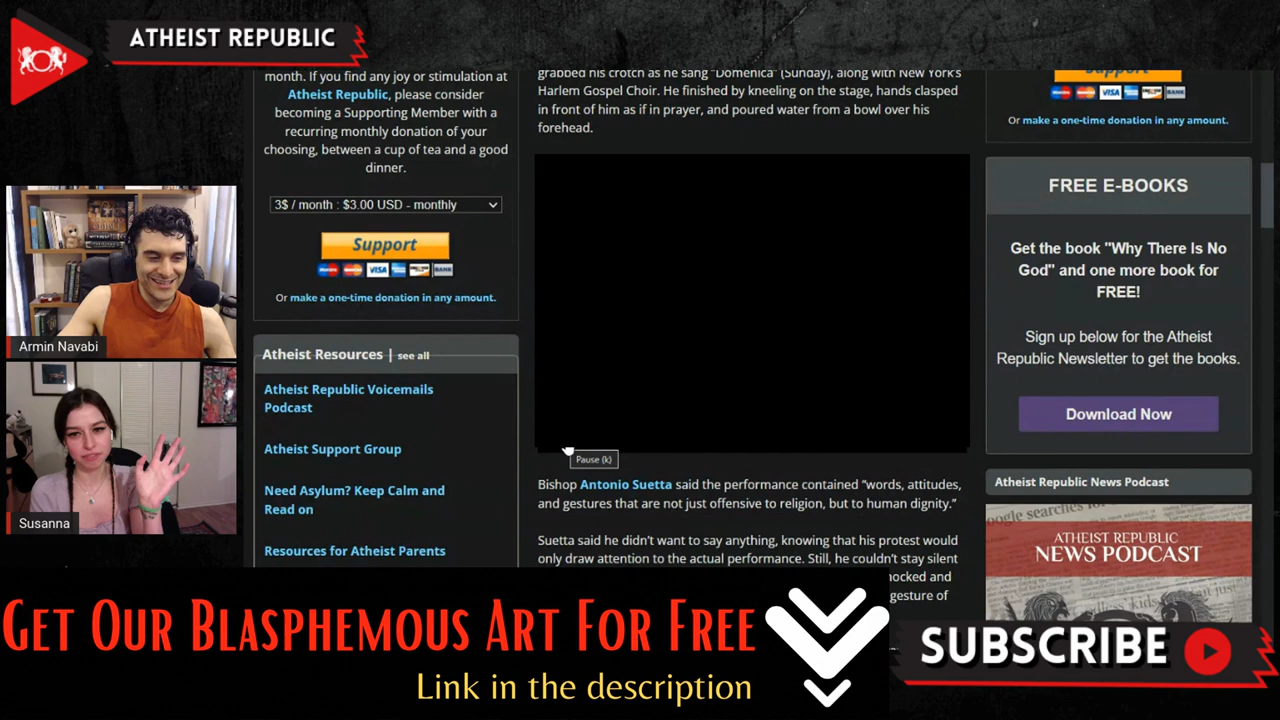 ATHEIST REPUBLIC
month. If you find any joy or stimulation at
Atheist Republic, please consider
becoming a Supporting Member with a
recurring monthly donation of your
choosing, between a cup of tea and a good
dinner.
3$ / month : $3.00 USD - monthly
Support
VISA
BANK
Or make a one-time donation in any amount.
Atheist Resources | see all
Atheist Republic Voicemails
Podcast
Atheist Support Group
Need Asylum? Keep Calm and
Read on
Resources for Atheist Parents
grabbed his crotch as he sang "Domenica" (Sunday), along with New York's
Harlem Gospel Choir. He finished by kneeling on the stage, hands clasped
in front of him as if in prayer, and poured water from a bowl over his
forehead.
Pause (k)
Bishop Antonio Suetta said the performance contained "words, attitudes,
and gestures that are not just offensive to religion, but to human dignity."
Suetta said he didn't want to say anything, knowing that his protest would
only draw attention to the actual performance. Still, he couldn't stay silent
nocked and
gesture of
Support
VISA
BANK
Or make a one-time donation in any amount.
FREE E-BOOKS
Get the book "Why There Is No
God" and one more book for
FREE!
Sign up below for the Atheist
Republic Newsletter to get the books.
Download Now
Atheist Republic News Podcast
ATHEIST REPUBLIC
NEWS PODCAST
Armin Navabi
Susanna
Get Our Blasphemous Art For Free
Link in the description
SUBSCRIBE